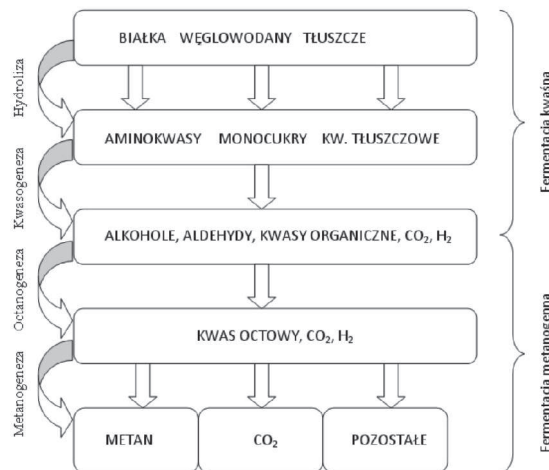 BIAŁKA WĘGLOWODANY TŁUSZCZE
Hydroliza
AMINOKWASY MONOCUKRY KW. TŁUSZCZOWE
Kwasogeneza
Fermentacja kwaśna
ALKOHOLE, ALDEHYDY, KWASY ORGANICZNE, CO₂, H₂
Octanogeneza
KWAS OCTOWY, CO₂, H₂
Metanogeneza
Fermentacja metanogenna
METAN CO₂ POZOSTAŁE